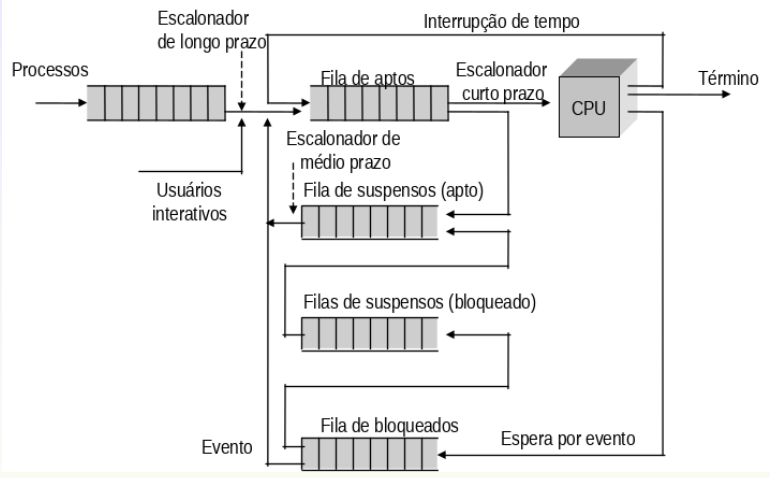 Escalonador
de longo prazo
Interrupção de tempo
Processos
Fila de aptos
Escalonador
curto prazo
CPU
Término
Escalonador de
médio prazo
Usuários
interativos
Fila de suspensos (apto)
Filas de suspensos (bloqueado)
Fila de bloqueados
Evento
Espera por evento